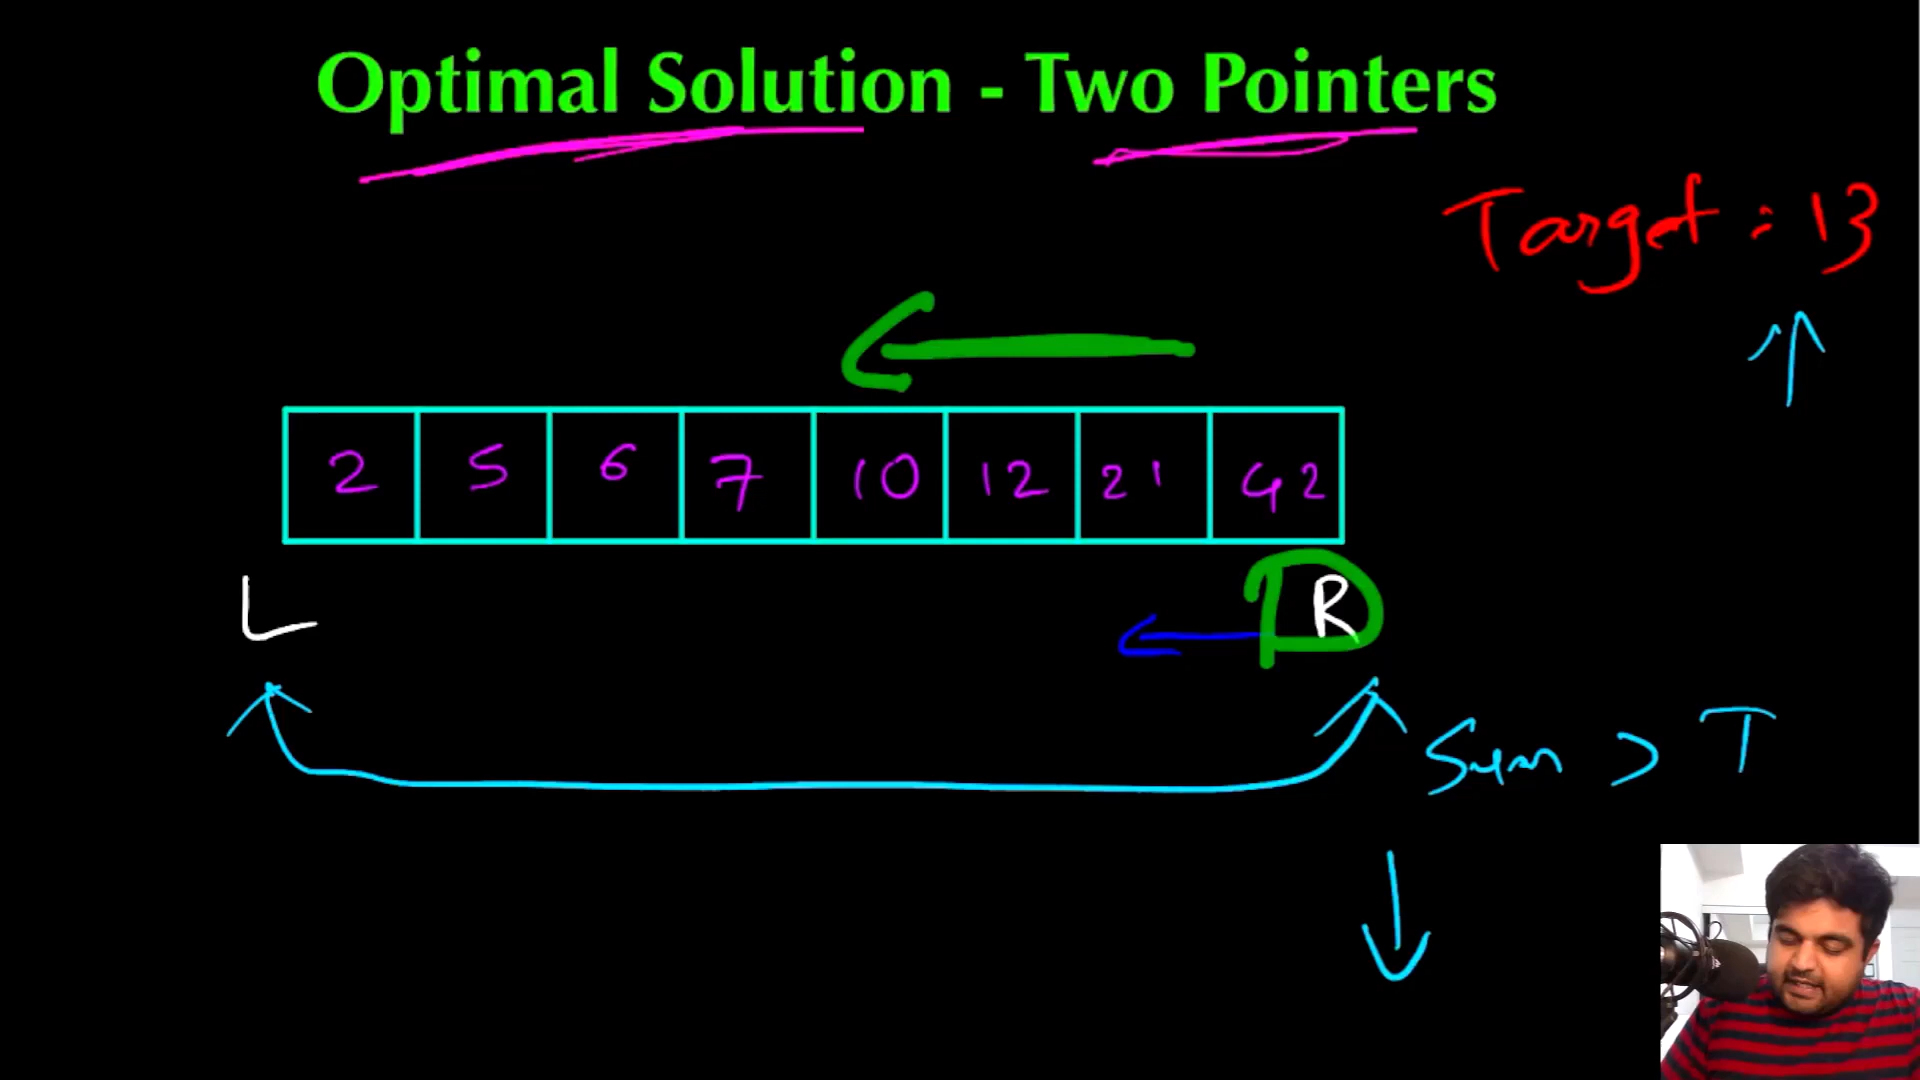 Optimal Solution - Two Pointers
Target : 13
2 5 6 7 10 12 21 42
L R
Sum > T